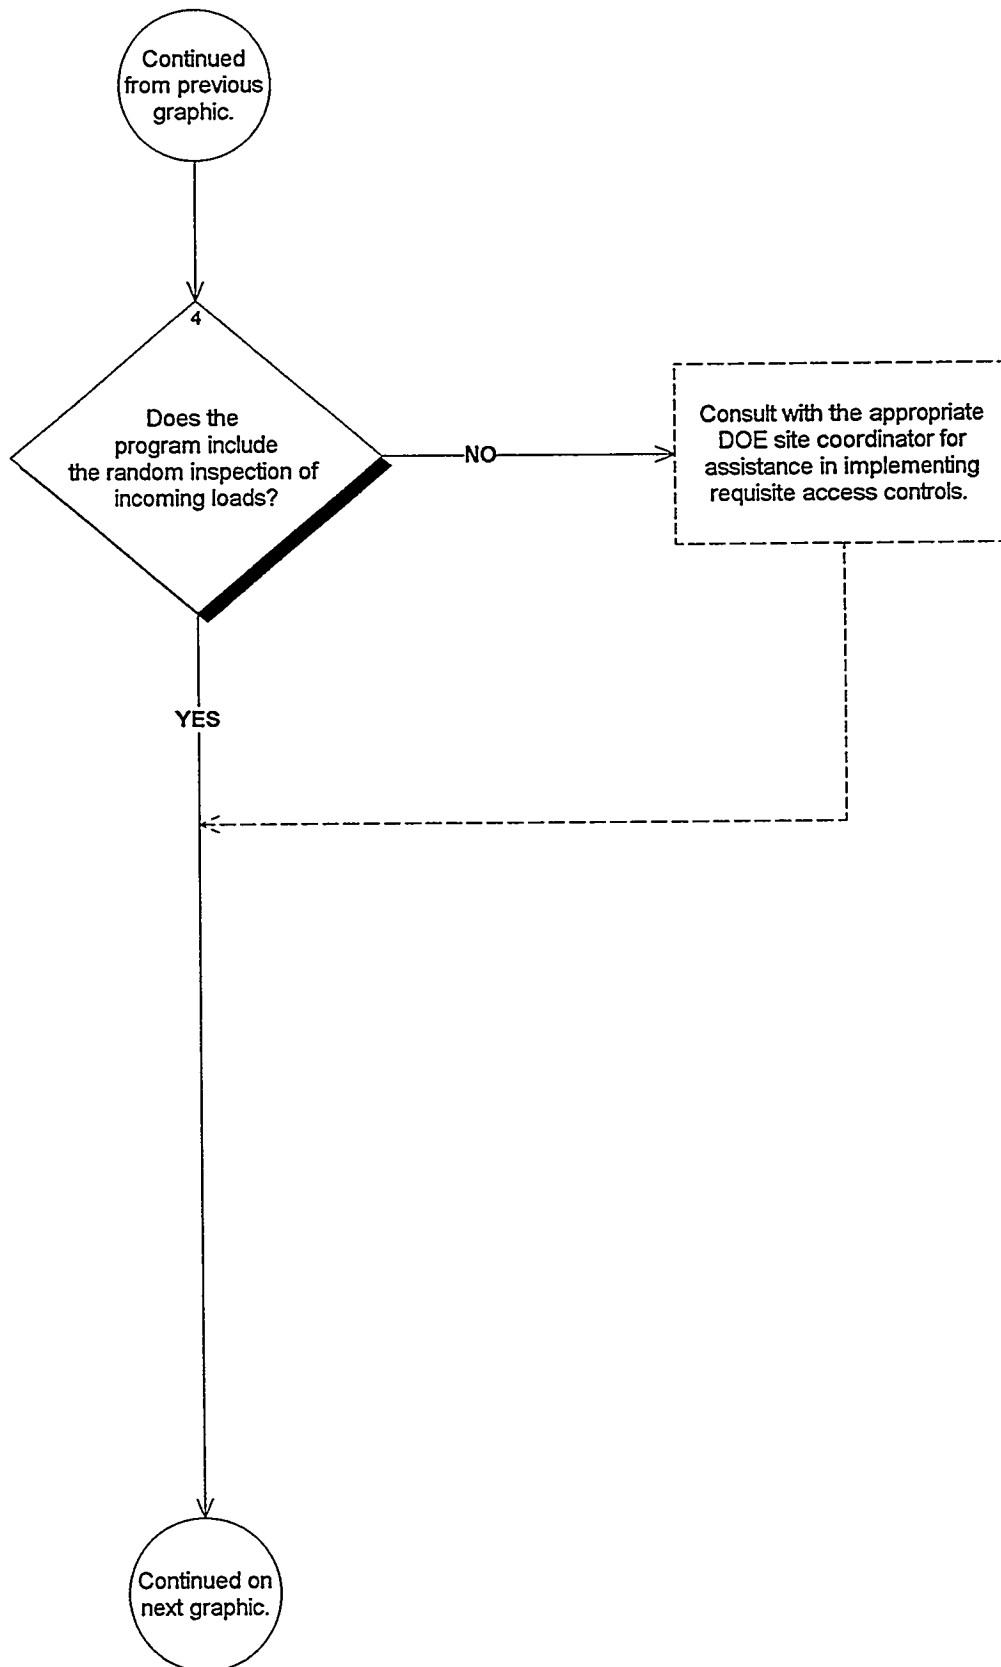 Continued
from previous
graphic.
4
Does the
program include
the random inspection of
incoming loads?
NO
Consult with the appropriate
DOE site coordinator for
assistance in implementing
requisite access controls.
YES
Continued on
next graphic.